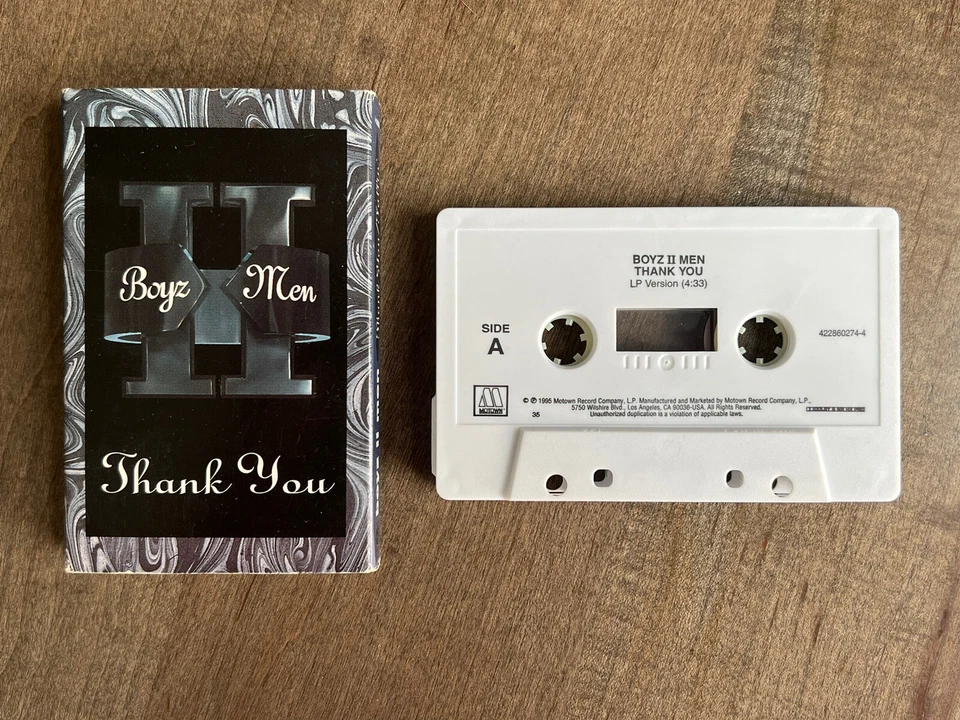 Boyz II Men
Thank You
BOYZ II MEN
THANK YOU
LP Version (4:33)
SIDE
A
422860274-4
MOTOWN
© ℗ 1995 Motown Record Company, L.P. Manufactured and Marketed by Motown Record Company, L.P.,
5750 Wilshire Blvd., Los Angeles, CA 90036-USA. All Rights Reserved.
Unauthorized duplication is a violation of applicable laws.
35